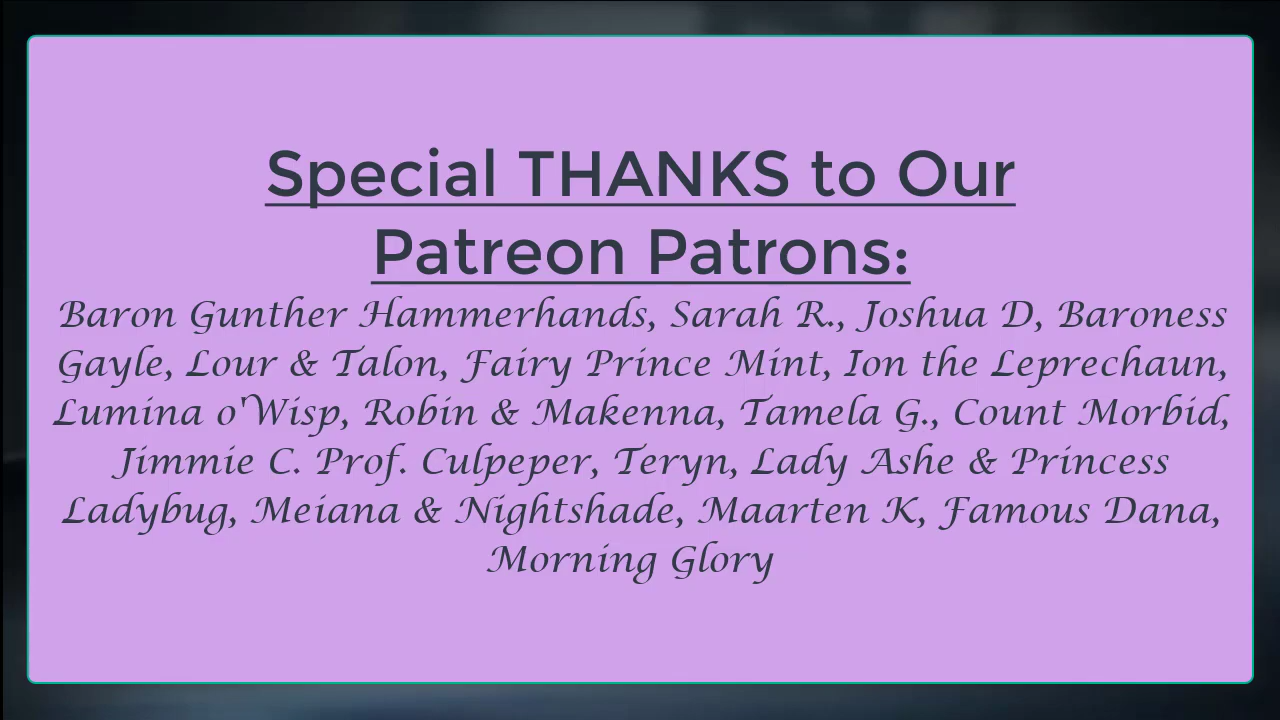 Special THANKS to Our
Patreon Patrons:
Baron Gunther Hammerhands, Sarah R., Joshua D, Baroness
Gayle, Lour & Talon, Fairy Prince Mint, Ion the Leprechaun,
Lumina o'Wisp, Robin & Makenna, Tamela G., Count Morbid,
Jimmie C. Prof. Culpeper, Teryn, Lady Ashe & Princess
Ladybug, Meiana & Nightshade, Maarten K, Famous Dana,
Morning Glory